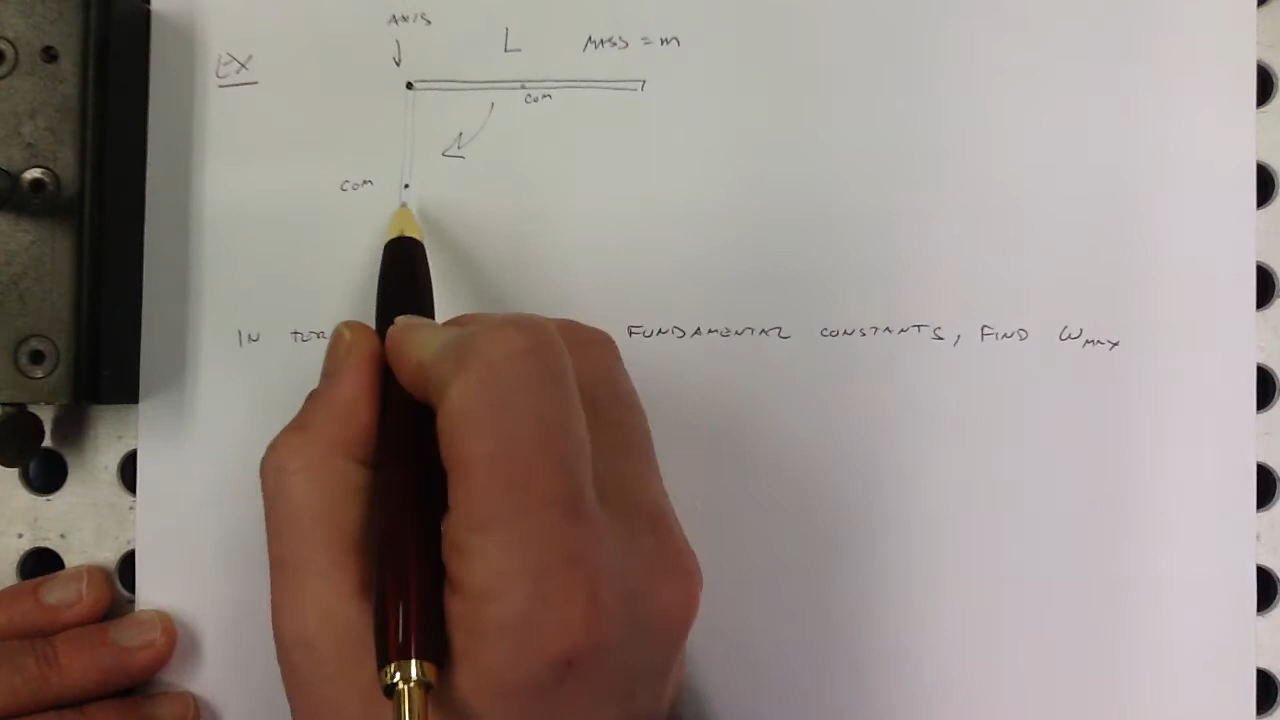 AXIS
EX
L MASS = m
com
com
IN FUNDAMENTAL CONSTANTS, FIND ωMAX